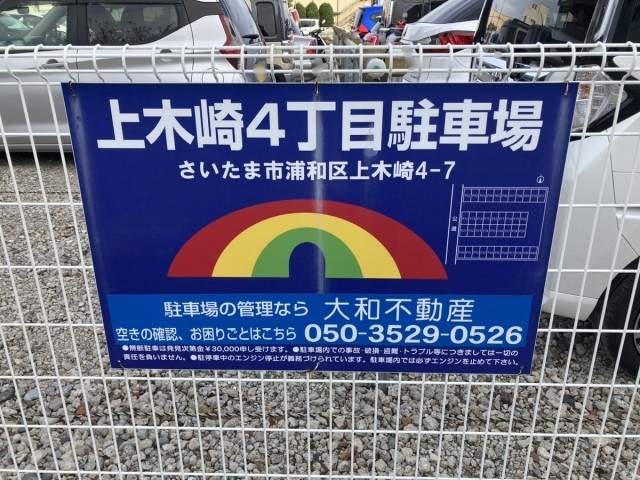 上木崎4丁目駐車場
さいたま市浦和区上木崎4-7
公道
駐車場の管理なら 大和不動産
空きの確認、お困りごとはこちら 050-3529-0526
●無断駐車は発見次第金¥30,000申し受けます。●駐車場内での事故・破損・盗難・トラブル等につきましては一切の
責任を負いません。●駐停車中のエンジン停止が義務づけられています。駐車場内では必ずエンジンを止めて下さい。